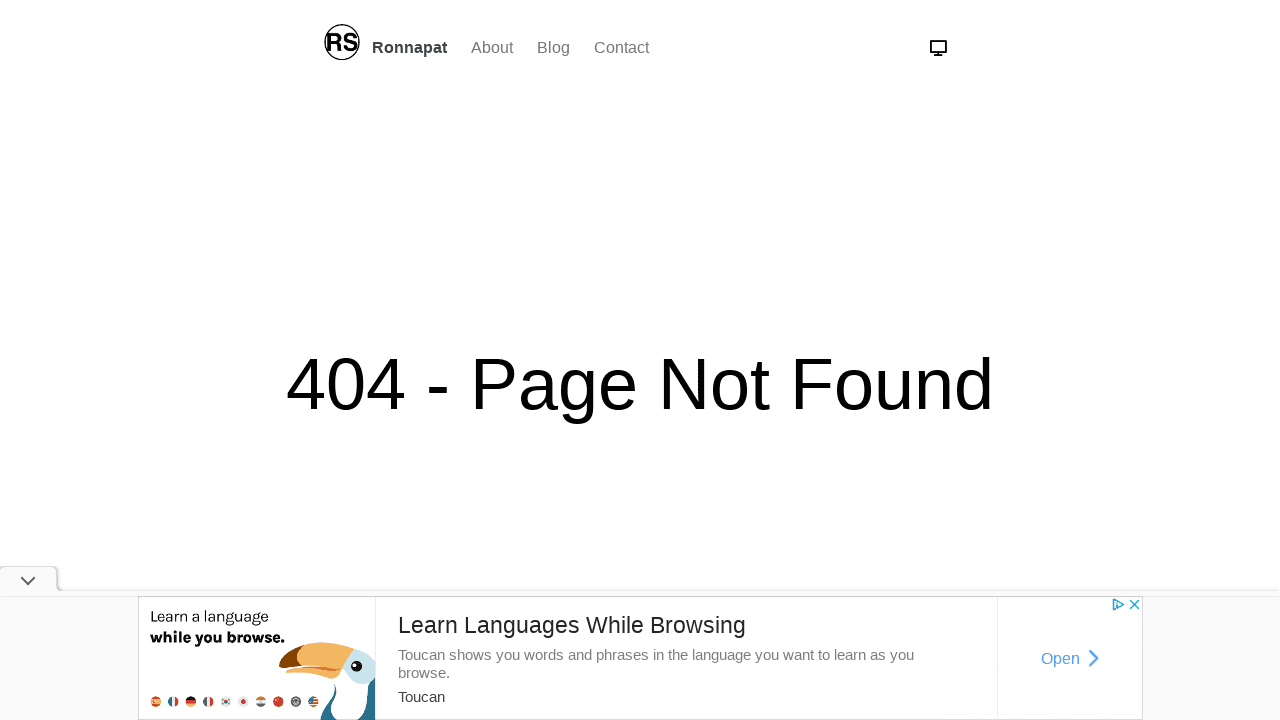 RS Ronnapat About Blog Contact
404 - Page Not Found
Learn a language
while you browse.
Learn Languages While Browsing
Toucan shows you words and phrases in the language you want to learn as you
browse.
Toucan
Open